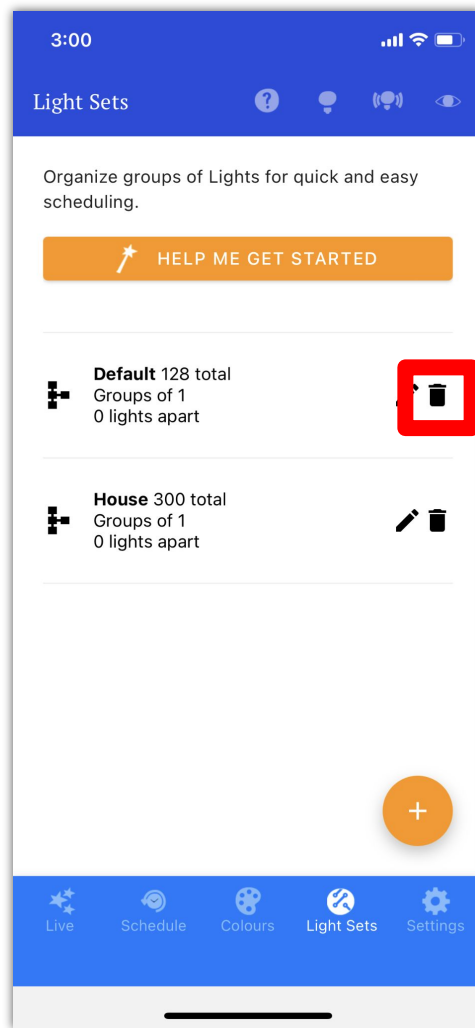 3:00
Light Sets
Organize groups of Lights for quick and easy
scheduling.
HELP ME GET STARTED
Default 128 total
Groups of 1
0 lights apart
House 300 total
Groups of 1
0 lights apart
+
Live Schedule Colours Light Sets Settings